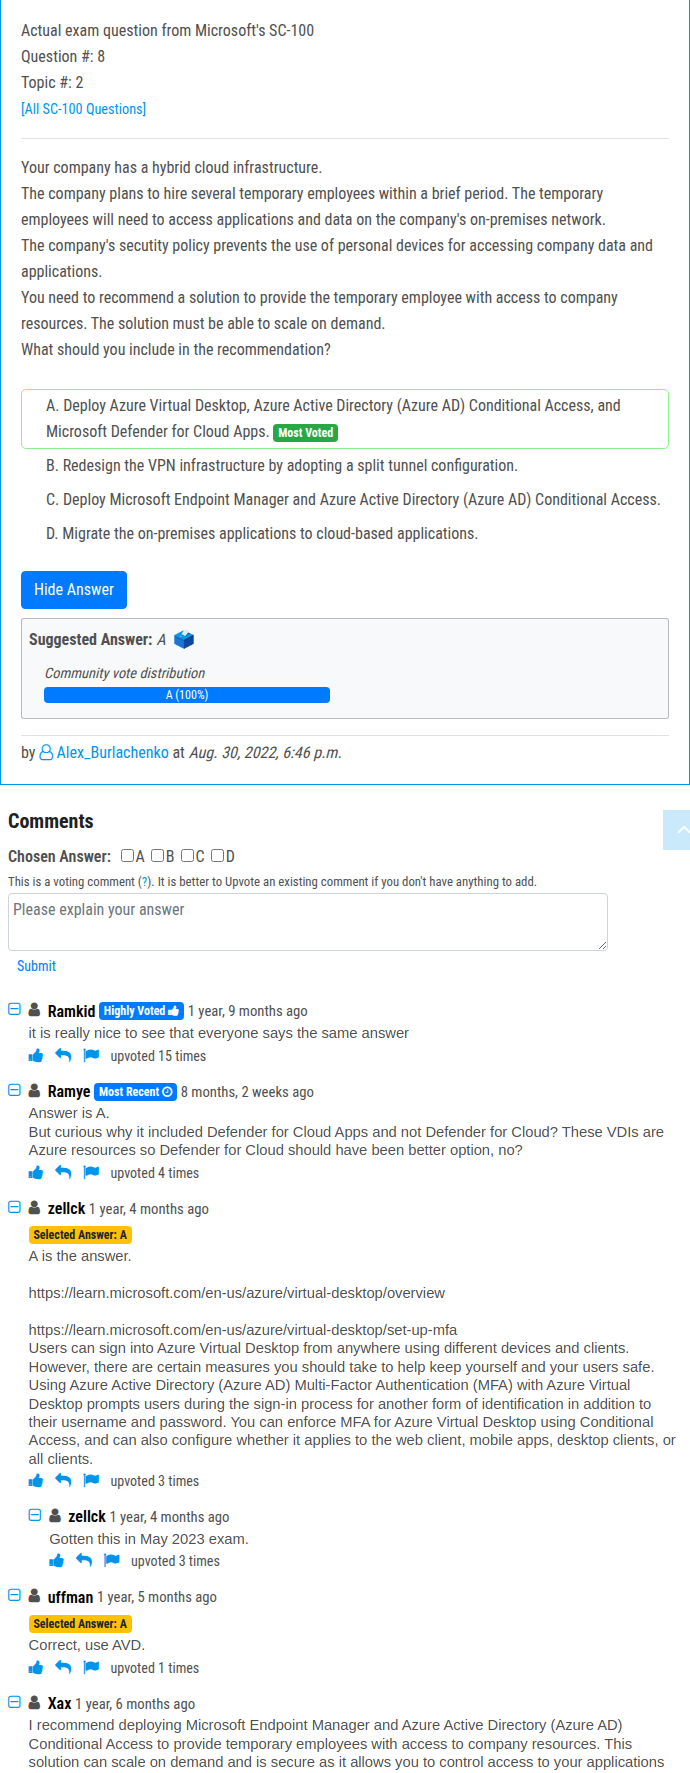 Actual exam question from Microsoft's SC-100
Question #: 8
Topic #: 2
[All SC-100 Questions]
Your company has a hybrid cloud infrastructure.
The company plans to hire several temporary employees within a brief period. The temporary
employees will need to access applications and data on the company's on-premises network.
The company's secutity policy prevents the use of personal devices for accessing company data and
applications.
You need to recommend a solution to provide the temporary employee with access to company
resources. The solution must be able to scale on demand.
What should you include in the recommendation?
A. Deploy Azure Virtual Desktop, Azure Active Directory (Azure AD) Conditional Access, and
Microsoft Defender for Cloud Apps. Most Voted
B. Redesign the VPN infrastructure by adopting a split tunnel configuration.
C. Deploy Microsoft Endpoint Manager and Azure Active Directory (Azure AD) Conditional Access.
D. Migrate the on-premises applications to cloud-based applications.
Hide Answer
Suggested Answer: A
Community vote distribution
A (100%)
by Alex_Burlachenko at Aug. 30, 2022, 6:46 p.m.
Comments
Chosen Answer: A B C D
This is a voting comment (?). It is better to Upvote an existing comment if you don't have anything to add.
Please explain your answer
Submit
Ramkid Highly Voted 1 year, 9 months ago
it is really nice to see that everyone says the same answer
upvoted 15 times
Ramye Most Recent 8 months, 2 weeks ago
Answer is A.
But curious why it included Defender for Cloud Apps and not Defender for Cloud? These VDIs are
Azure resources so Defender for Cloud should have been better option, no?
upvoted 4 times
zellck 1 year, 4 months ago
Selected Answer: A
A is the answer.
https://learn.microsoft.com/en-us/azure/virtual-desktop/overview
https://learn.microsoft.com/en-us/azure/virtual-desktop/set-up-mfa
Users can sign into Azure Virtual Desktop from anywhere using different devices and clients.
However, there are certain measures you should take to help keep yourself and your users safe.
Using Azure Active Directory (Azure AD) Multi-Factor Authentication (MFA) with Azure Virtual
Desktop prompts users during the sign-in process for another form of identification in addition to
their username and password. You can enforce MFA for Azure Virtual Desktop using Conditional
Access, and can also configure whether it applies to the web client, mobile apps, desktop clients, or
all clients.
upvoted 3 times
zellck 1 year, 4 months ago
Gotten this in May 2023 exam.
upvoted 3 times
uffman 1 year, 5 months ago
Selected Answer: A
Correct, use AVD.
upvoted 1 times
Xax 1 year, 6 months ago
I recommend deploying Microsoft Endpoint Manager and Azure Active Directory (Azure AD)
Conditional Access to provide temporary employees with access to company resources. This
solution can scale on demand and is secure as it allows you to control access to your applications